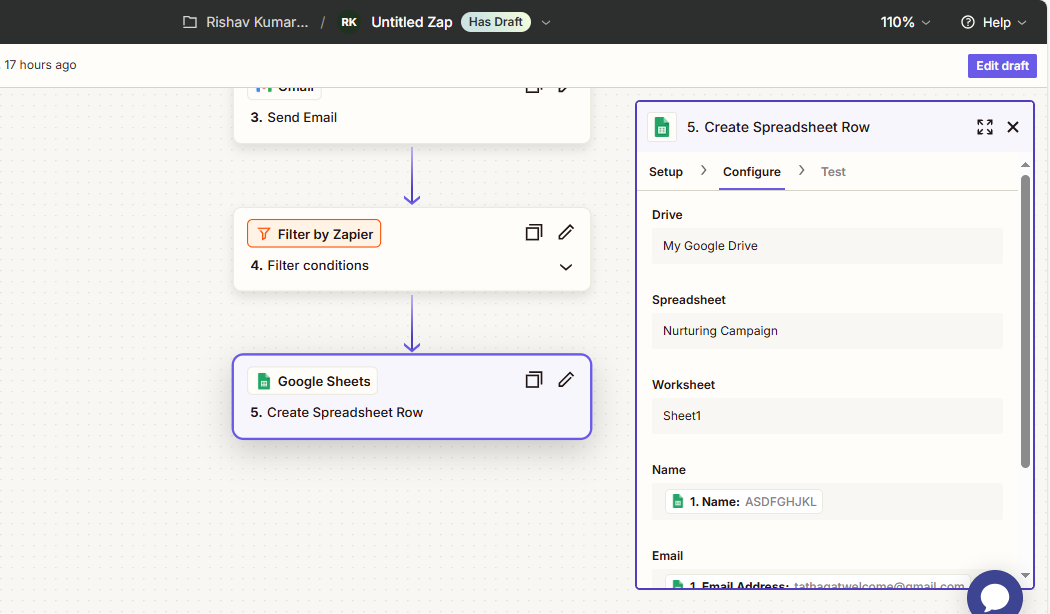 Rishav Kumar... / RK Untitled Zap Has Draft
110% Help
17 hours ago
Edit draft
Gmail
3. Send Email
Filter by Zapier
4. Filter conditions
Google Sheets
5. Create Spreadsheet Row
5. Create Spreadsheet Row
Setup Configure Test
Drive
My Google Drive
Spreadsheet
Nurturing Campaign
Worksheet
Sheet1
Name
1. Name: ASDFGHJKL
Email
1. Email Address: tathagatwelcome@gmail.com